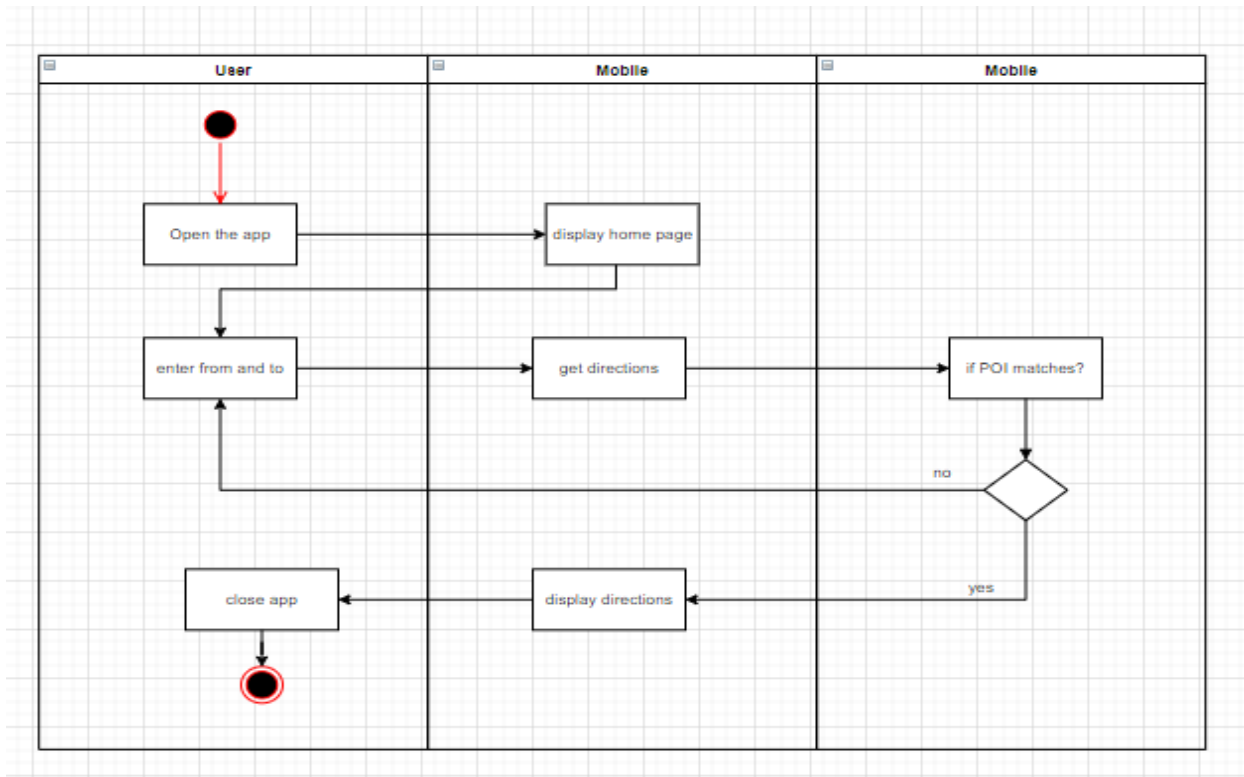 User
Mobile
Mobile
Open the app
display home page
enter from and to
get directions
if POI matches?
no
yes
close app
display directions